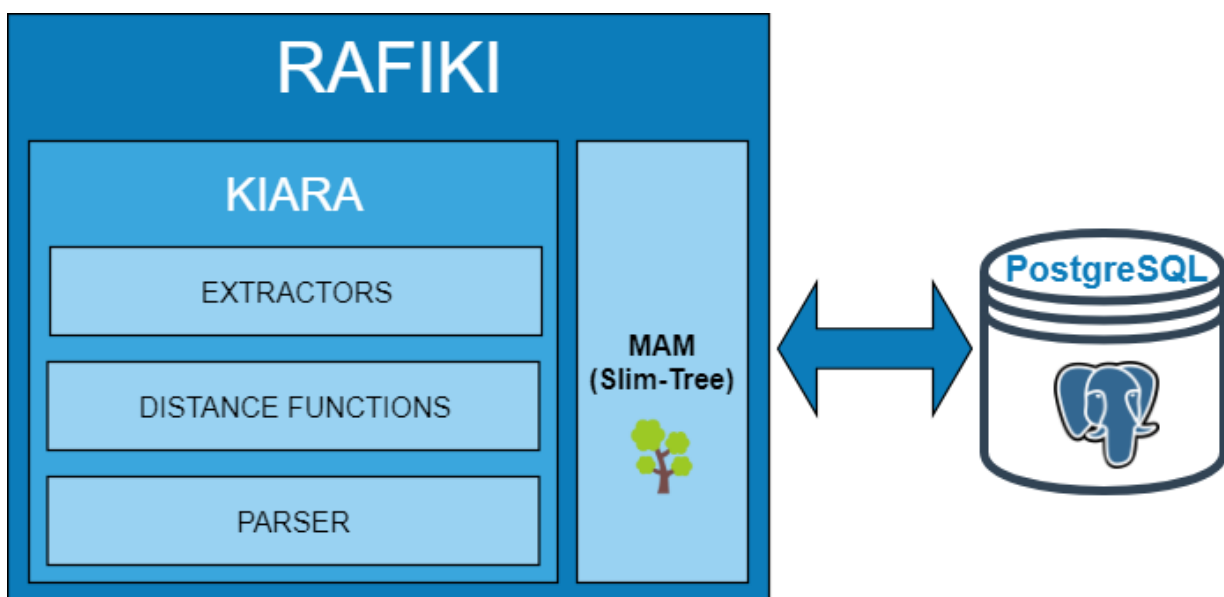 RAFIKI
KIARA
EXTRACTORS
DISTANCE FUNCTIONS
PARSER
MAM
(Slim-Tree)
PostgreSQL